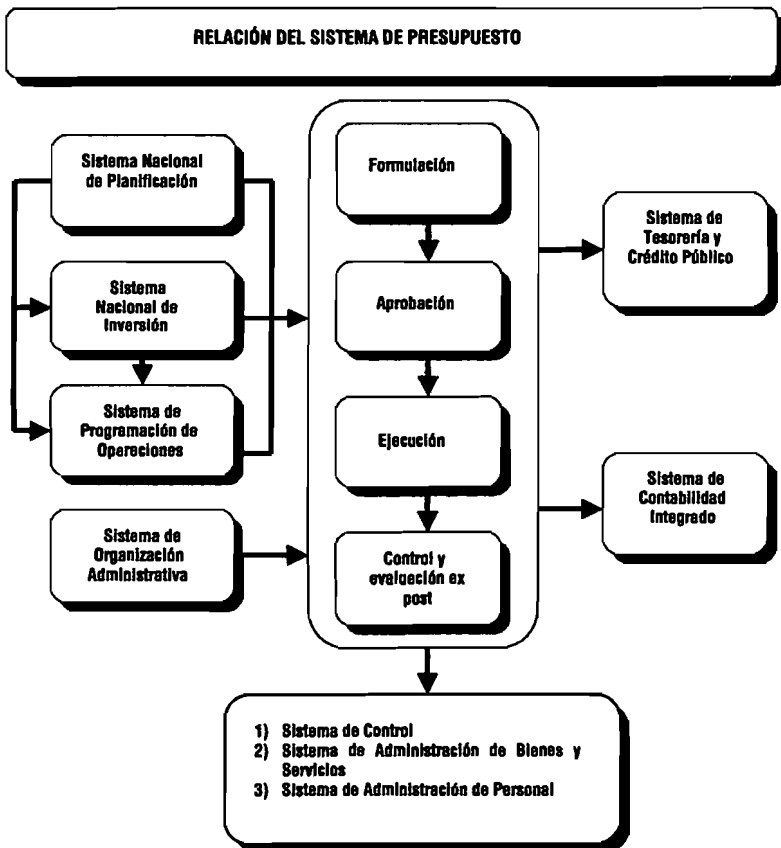 RELACIÓN DEL SISTEMA DE PRESUPUESTO
Sistema Nacional
de Planificación
Sistema
Nacional de
Inversión
Sistema de
Programación de
Operaciones
Sistema de
Organización
Administrativa
Formulación
Aprobación
Ejecución
Control y
evaluación ex
post
Sistema de
Tesorería y
Crédito Público
Sistema de
Contabilidad
Integrado
1) Sistema de Control
2) Sistema de Administración de Bienes y
Servicios
3) Sistema de Administración de Personal